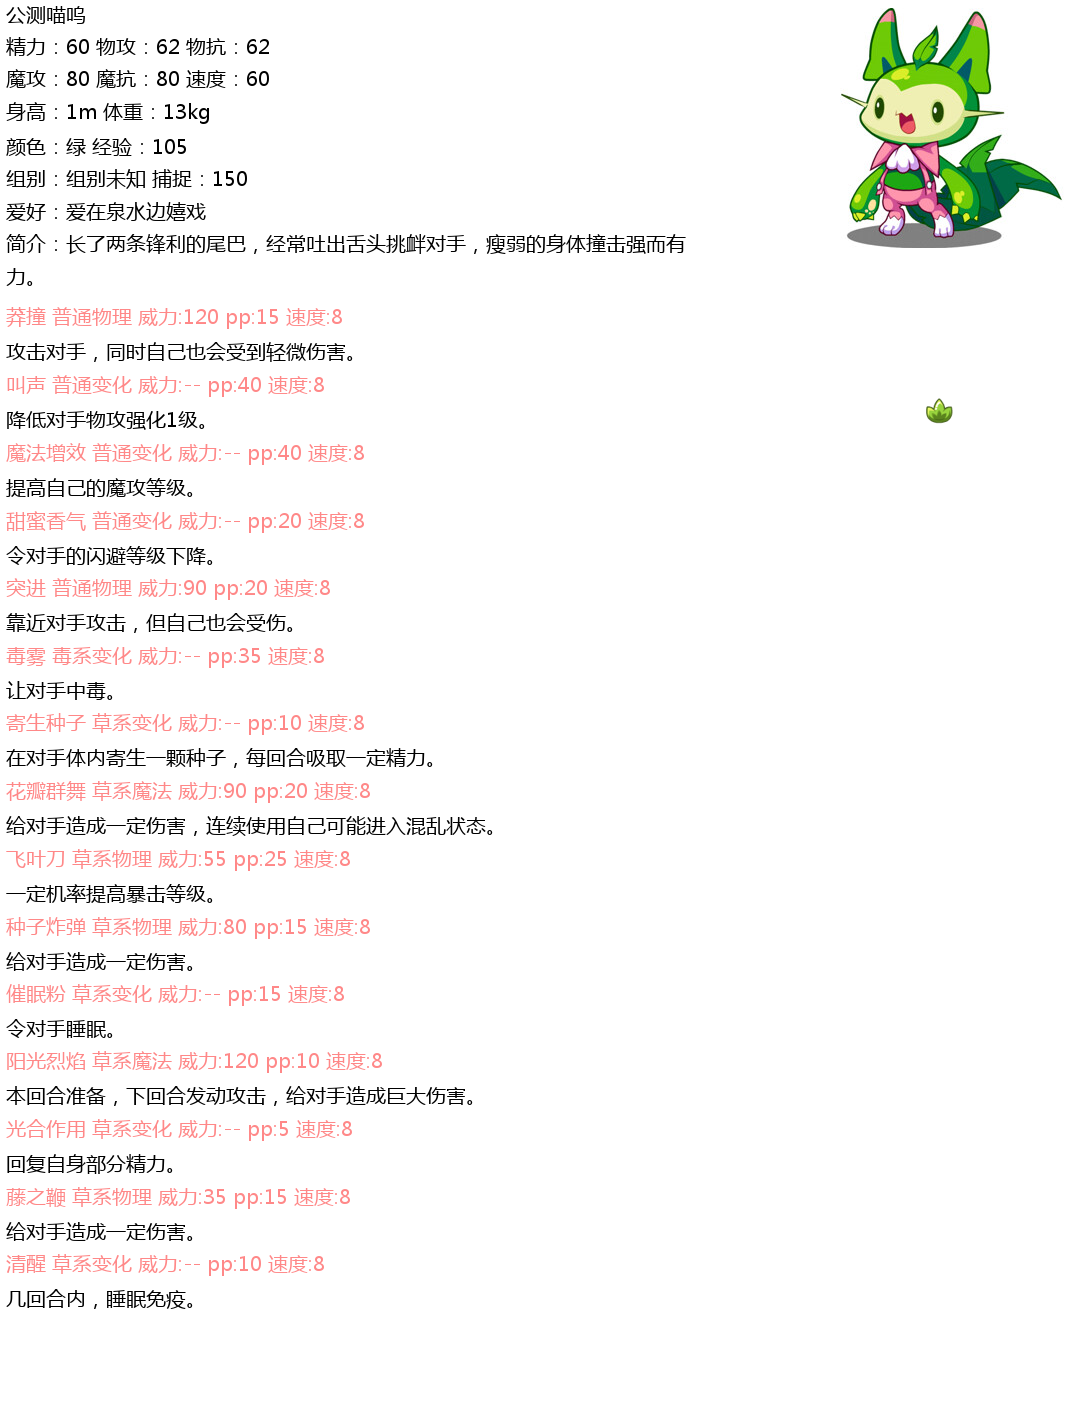 公测喵呜
精力：60 物攻：62 物抗：62
魔攻：80 魔抗：80 速度：60
身高：1m 体重：13kg
颜色：绿 经验：105
组别：组别未知 捕捉：150
爱好：爱在泉水边嬉戏
简介：长了两条锋利的尾巴，经常吐出舌头挑衅对手，瘦弱的身体撞击强而有
力。
莽撞 普通物理 威力:120 pp:15 速度:8
攻击对手，同时自己也会受到轻微伤害。
叫声 普通变化 威力:-- pp:40 速度:8
降低对手物攻强化1级。
魔法增效 普通变化 威力:-- pp:40 速度:8
提高自己的魔攻等级。
甜蜜香气 普通变化 威力:-- pp:20 速度:8
令对手的闪避等级下降。
突进 普通物理 威力:90 pp:20 速度:8
靠近对手攻击，但自己也会受伤。
毒雾 毒系变化 威力:-- pp:35 速度:8
让对手中毒。
寄生种子 草系变化 威力:-- pp:10 速度:8
在对手体内寄生一颗种子，每回合吸取一定精力。
花瓣群舞 草系魔法 威力:90 pp:20 速度:8
给对手造成一定伤害，连续使用自己可能进入混乱状态。
飞叶刀 草系物理 威力:55 pp:25 速度:8
一定机率提高暴击等级。
种子炸弹 草系物理 威力:80 pp:15 速度:8
给对手造成一定伤害。
催眠粉 草系变化 威力:-- pp:15 速度:8
令对手睡眠。
阳光烈焰 草系魔法 威力:120 pp:10 速度:8
本回合准备，下回合发动攻击，给对手造成巨大伤害。
光合作用 草系变化 威力:-- pp:5 速度:8
回复自身部分精力。
藤之鞭 草系物理 威力:35 pp:15 速度:8
给对手造成一定伤害。
清醒 草系变化 威力:-- pp:10 速度:8
几回合内，睡眠免疫。